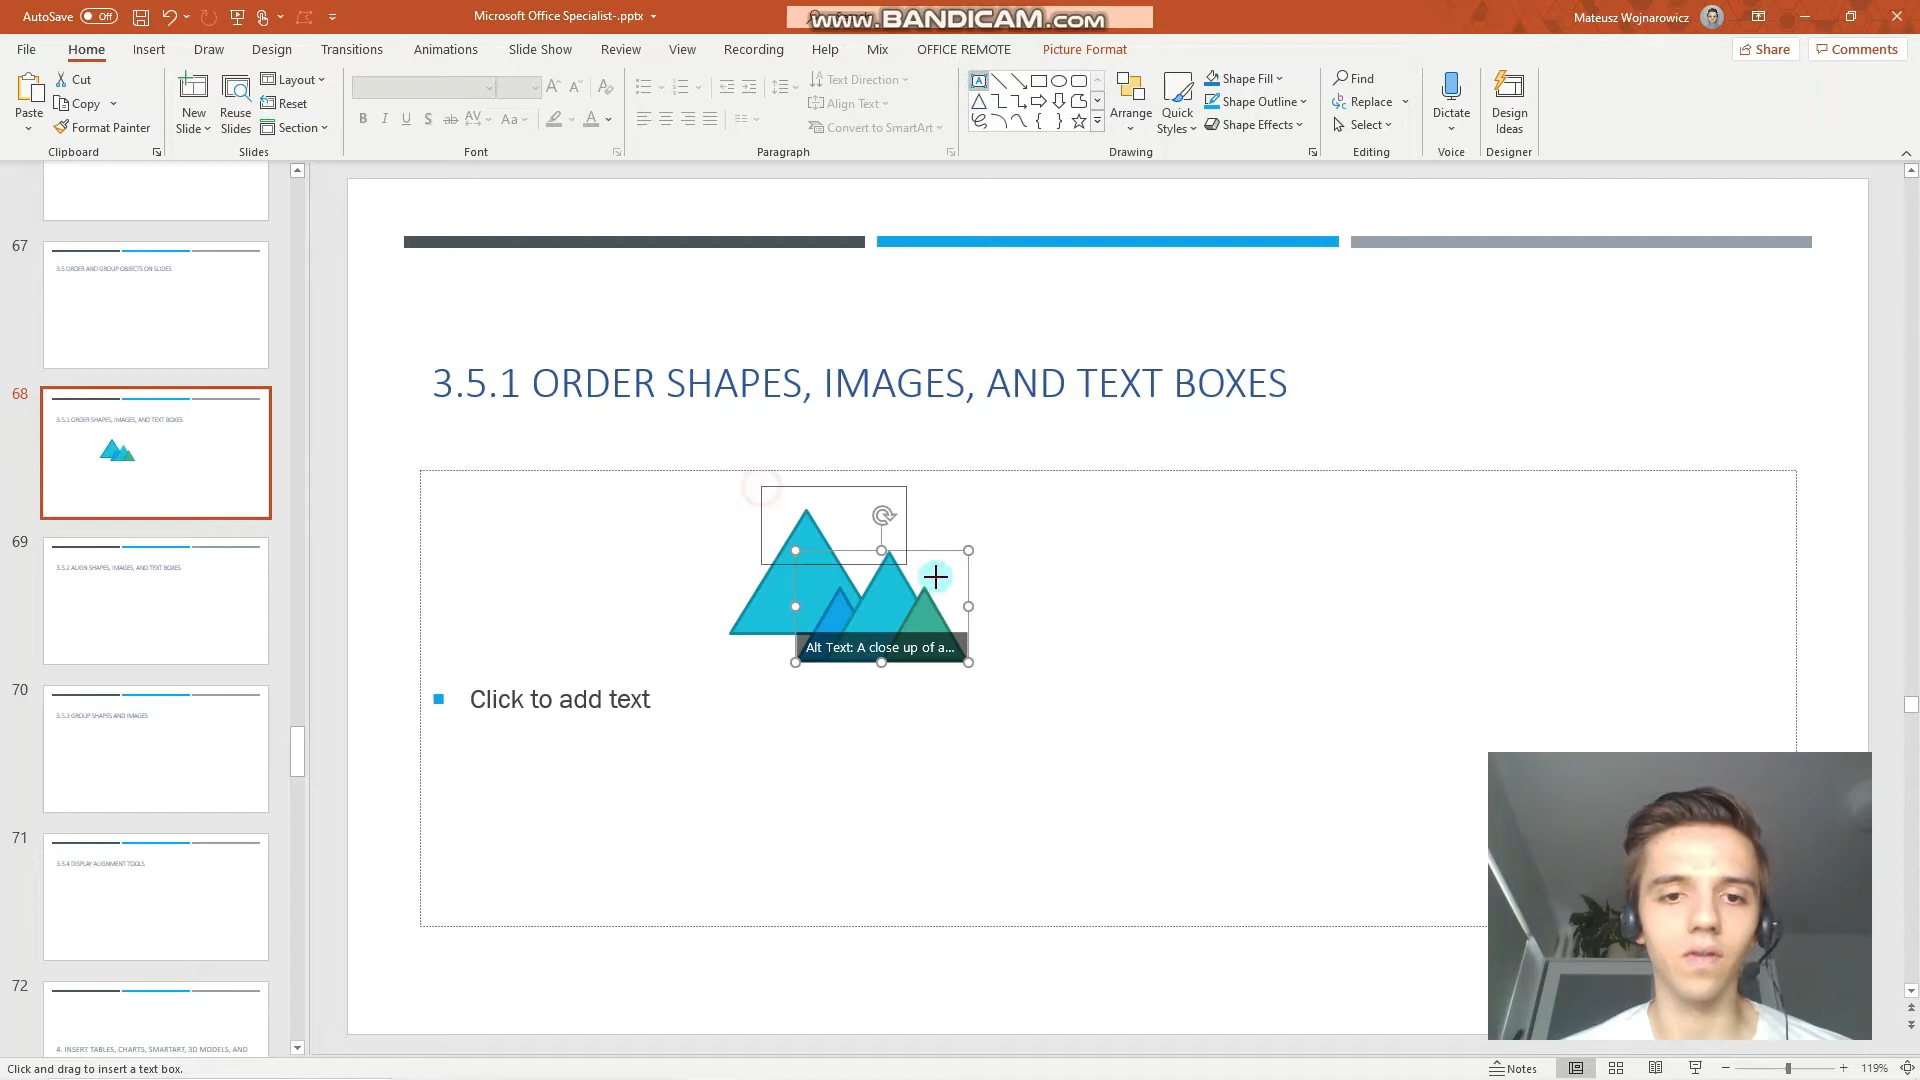 AutoSave Off
Microsoft Office Specialist-.pptx
www.BANDICAM.com
Mateusz Wojnarowicz
File Home Insert Draw Design Transitions Animations Slide Show Review View Recording Help Mix OFFICE REMOTE Picture Format
Share Comments
Paste
Cut
Copy
Format Painter
Clipboard
New Slide
Reuse Slides
Layout
Reset
Section
Slides
Font
Text Direction
Align Text
Convert to SmartArt
Paragraph
Arrange
Quick Styles
Shape Fill
Shape Outline
Shape Effects
Drawing
Find
Replace
Select
Editing
Dictate
Voice
Design Ideas
Designer
67
3.5 ORDER AND GROUP OBJECTS ON SLIDES
68
3.5.1 ORDER SHAPES, IMAGES, AND TEXT BOXES
69
3.5.2 ALIGN SHAPES, IMAGES, AND TEXT BOXES
70
3.5.3 GROUP SHAPES AND IMAGES
71
3.5.4 DISPLAY ALIGNMENT TOOLS
72
4. INSERT TABLES, CHARTS, SMARTART, 3D MODELS, AND
3.5.1 ORDER SHAPES, IMAGES, AND TEXT BOXES
Alt Text: A close up of a...
Click to add text
Click and drag to insert a text box.
Notes
119%